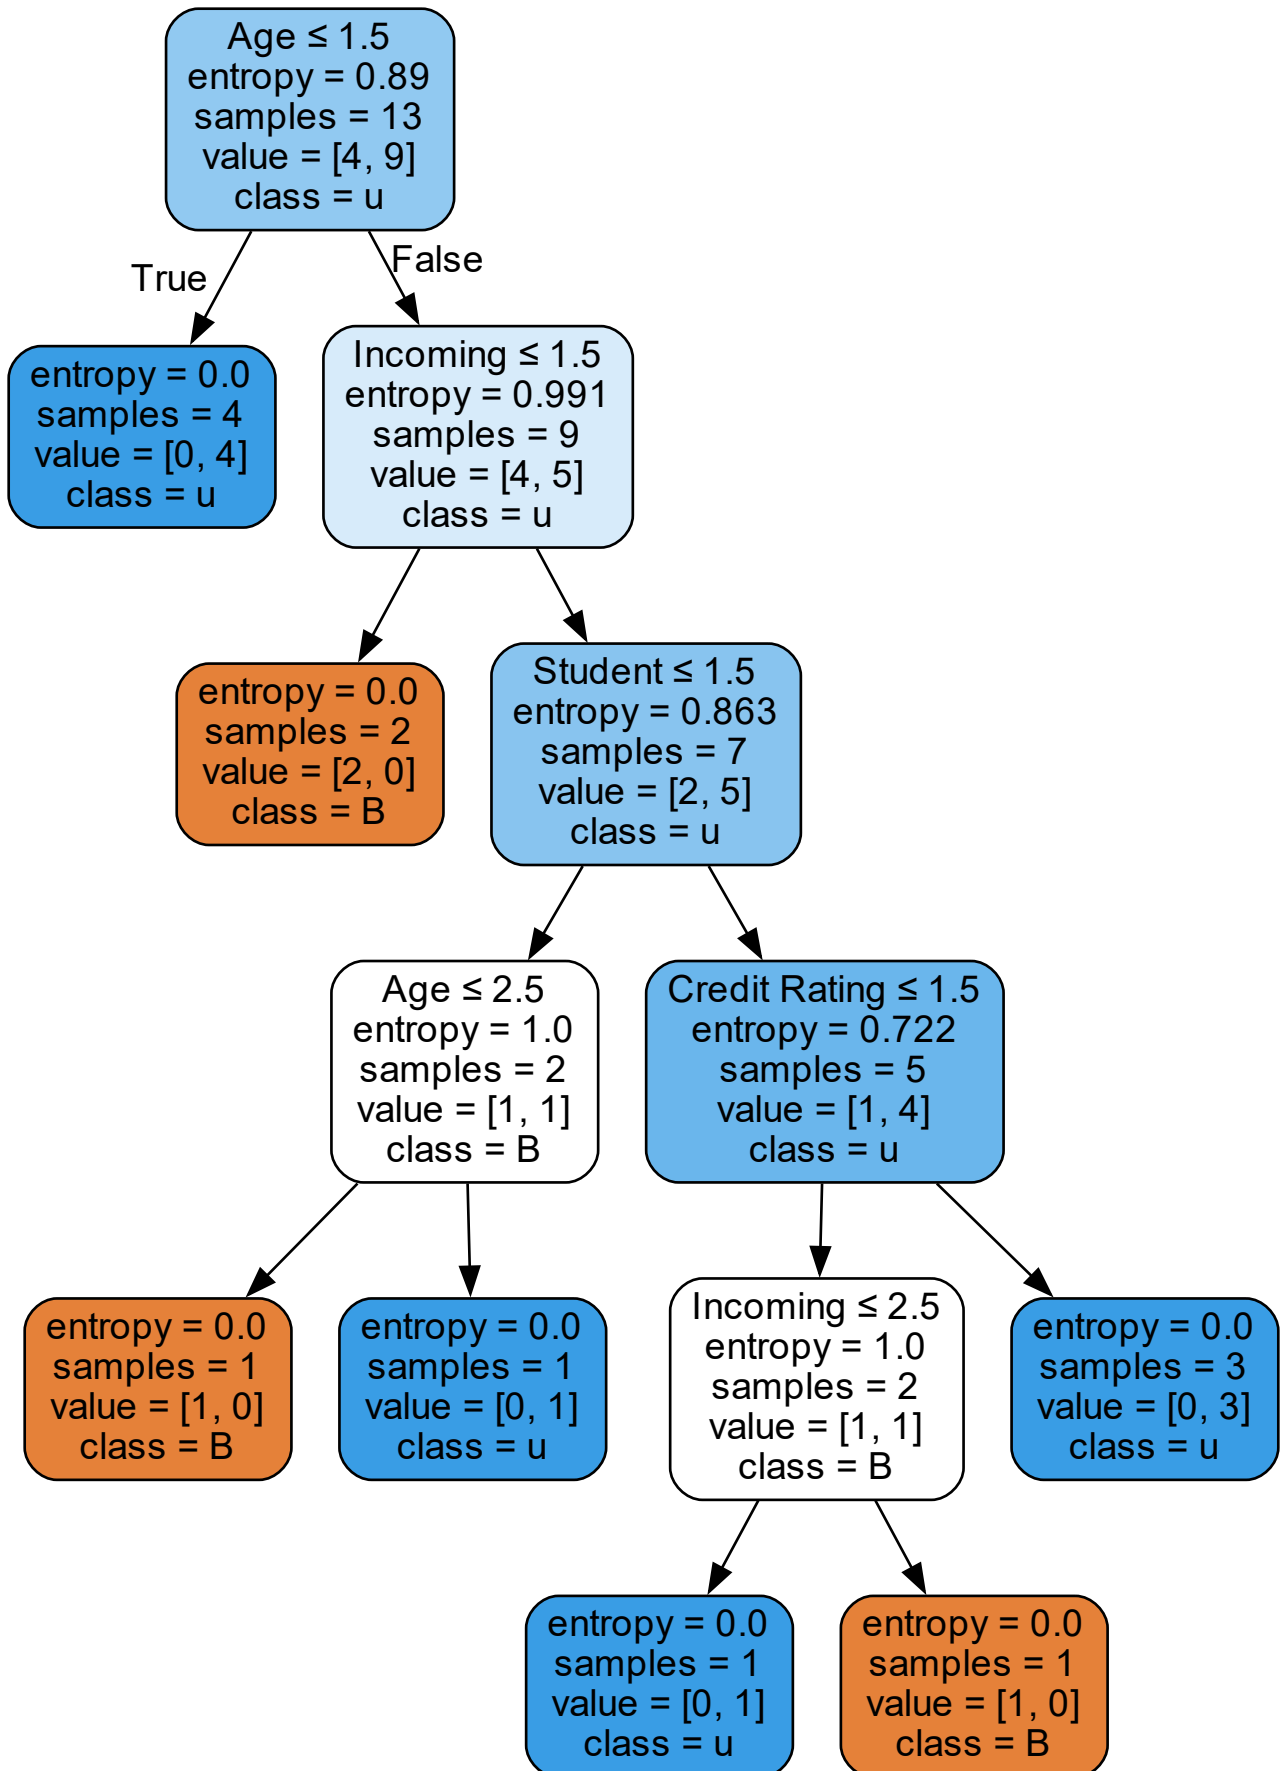 Age ≤ 1.5
entropy = 0.89
samples = 13
value = [4, 9]
class = u
True
False
entropy = 0.0
samples = 4
value = [0, 4]
class = u
Incoming ≤ 1.5
entropy = 0.991
samples = 9
value = [4, 5]
class = u
entropy = 0.0
samples = 2
value = [2, 0]
class = B
Student ≤ 1.5
entropy = 0.863
samples = 7
value = [2, 5]
class = u
Age ≤ 2.5
entropy = 1.0
samples = 2
value = [1, 1]
class = B
Credit Rating ≤ 1.5
entropy = 0.722
samples = 5
value = [1, 4]
class = u
entropy = 0.0
samples = 1
value = [1, 0]
class = B
entropy = 0.0
samples = 1
value = [0, 1]
class = u
Incoming ≤ 2.5
entropy = 1.0
samples = 2
value = [1, 1]
class = B
entropy = 0.0
samples = 3
value = [0, 3]
class = u
entropy = 0.0
samples = 1
value = [0, 1]
class = u
entropy = 0.0
samples = 1
value = [1, 0]
class = B